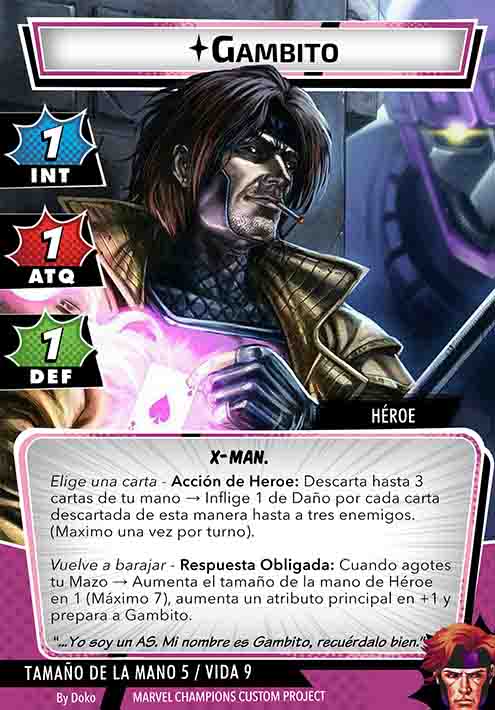 GAMBITO
1
INT
1
ATQ
1
DEF
HÉROE
X-MAN.
Elige una carta - Acción de Heroe: Descarta hasta 3
cartas de tu mano → Inflige 1 de Daño por cada carta
descartada de esta manera hasta a tres enemigos.
(Maximo una vez por turno).
Vuelve a barajar - Respuesta Obligada: Cuando agotes
tu Mazo → Aumenta el tamaño de la mano de Héroe
en 1 (Máximo 7), aumenta un atributo principal en +1 y
prepara a Gambito.
"...Yo soy un AS. Mi nombre es Gambito, recuérdalo bien."
TAMAÑO DE LA MANO 5 / VIDA 9
By Doko MARVEL CHAMPIONS CUSTOM PROJECT